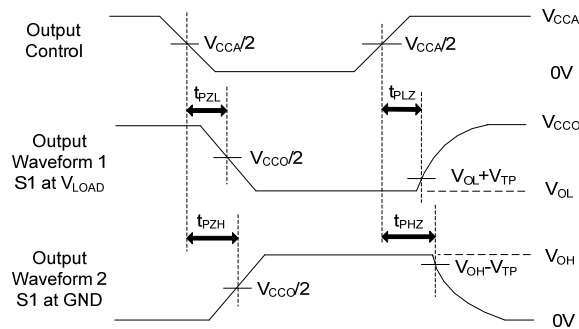 Output
Control
V_CCA/2
V_CCA/2
V_CCA
0V
t_PZL
t_PLZ
Output
Waveform 1
S1 at V_LOAD
V_CCO/2
V_CCO
V_OL+V_TP
V_OL
t_PZH
t_PHZ
Output
Waveform 2
S1 at GND
V_CCO/2
V_OH
V_OH-V_TP
0V